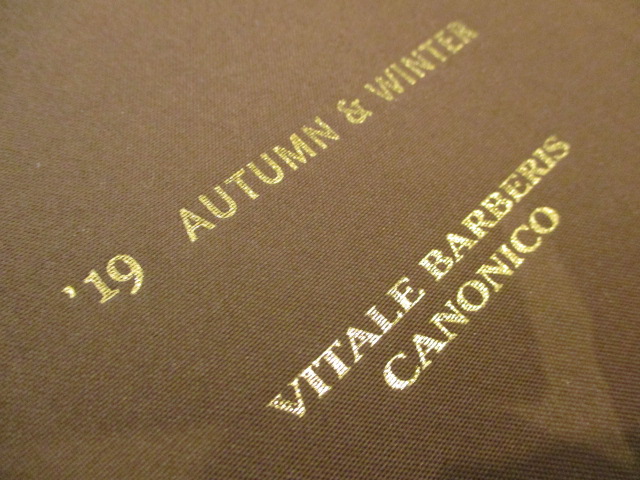 '19 AUTUMN & WINTER
VITALE BARBERIS
CANONICO